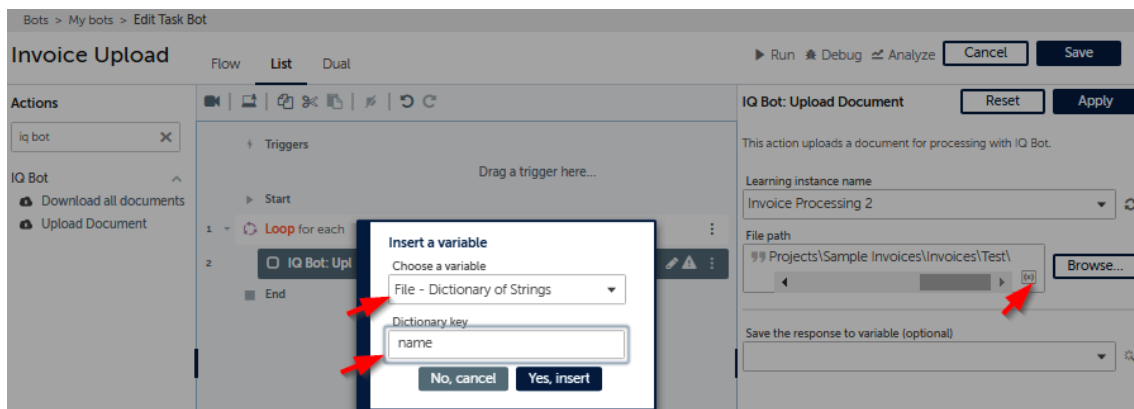 Bots > My bots > Edit Task Bot
Invoice Upload
Flow List Dual
Run Debug Analyze Cancel Save
Actions
iq bot
IQ Bot
Download all documents
Upload Document
Triggers
Drag a trigger here...
Start
1 Loop for each
2 IQ Bot: Upl
End
Insert a variable
Choose a variable
File - Dictionary of Strings
Dictionary key
name
No, cancel Yes, insert
IQ Bot: Upload Document Reset Apply
This action uploads a document for processing with IQ Bot.
Learning instance name
Invoice Processing 2
File path
Projects\Sample Invoices\Invoices\Test\
(x) Browse...
Save the response to variable (optional)